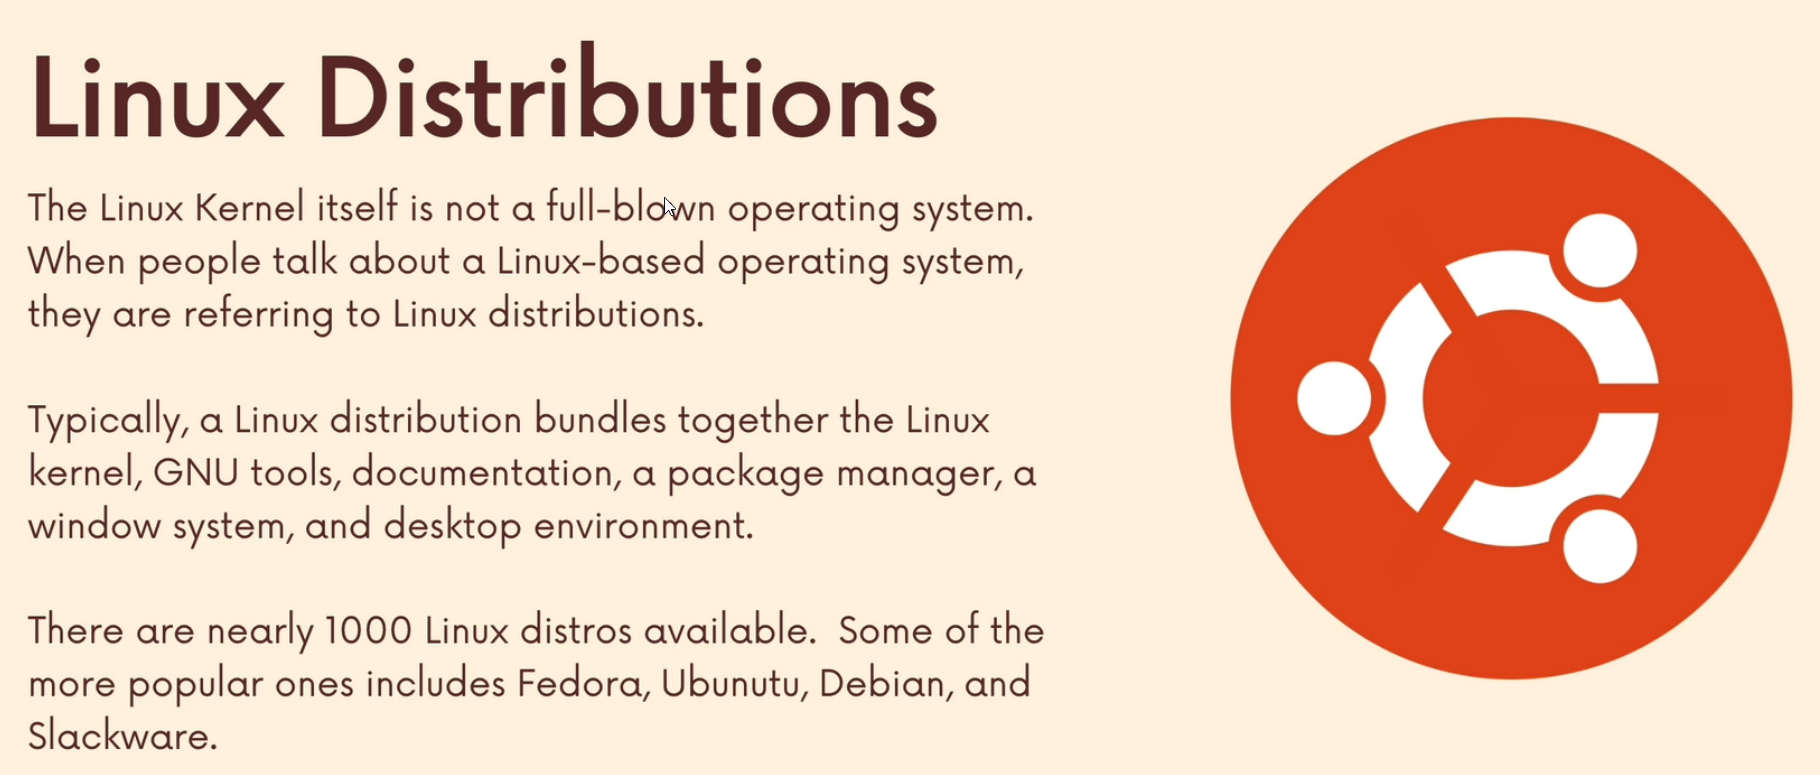 Linux Distributions
The Linux Kernel itself is not a full-blown operating system.
When people talk about a Linux-based operating system,
they are referring to Linux distributions.
Typically, a Linux distribution bundles together the Linux
kernel, GNU tools, documentation, a package manager, a
window system, and desktop environment.
There are nearly 1000 Linux distros available.  Some of the
more popular ones includes Fedora, Ubunutu, Debian, and
Slackware.